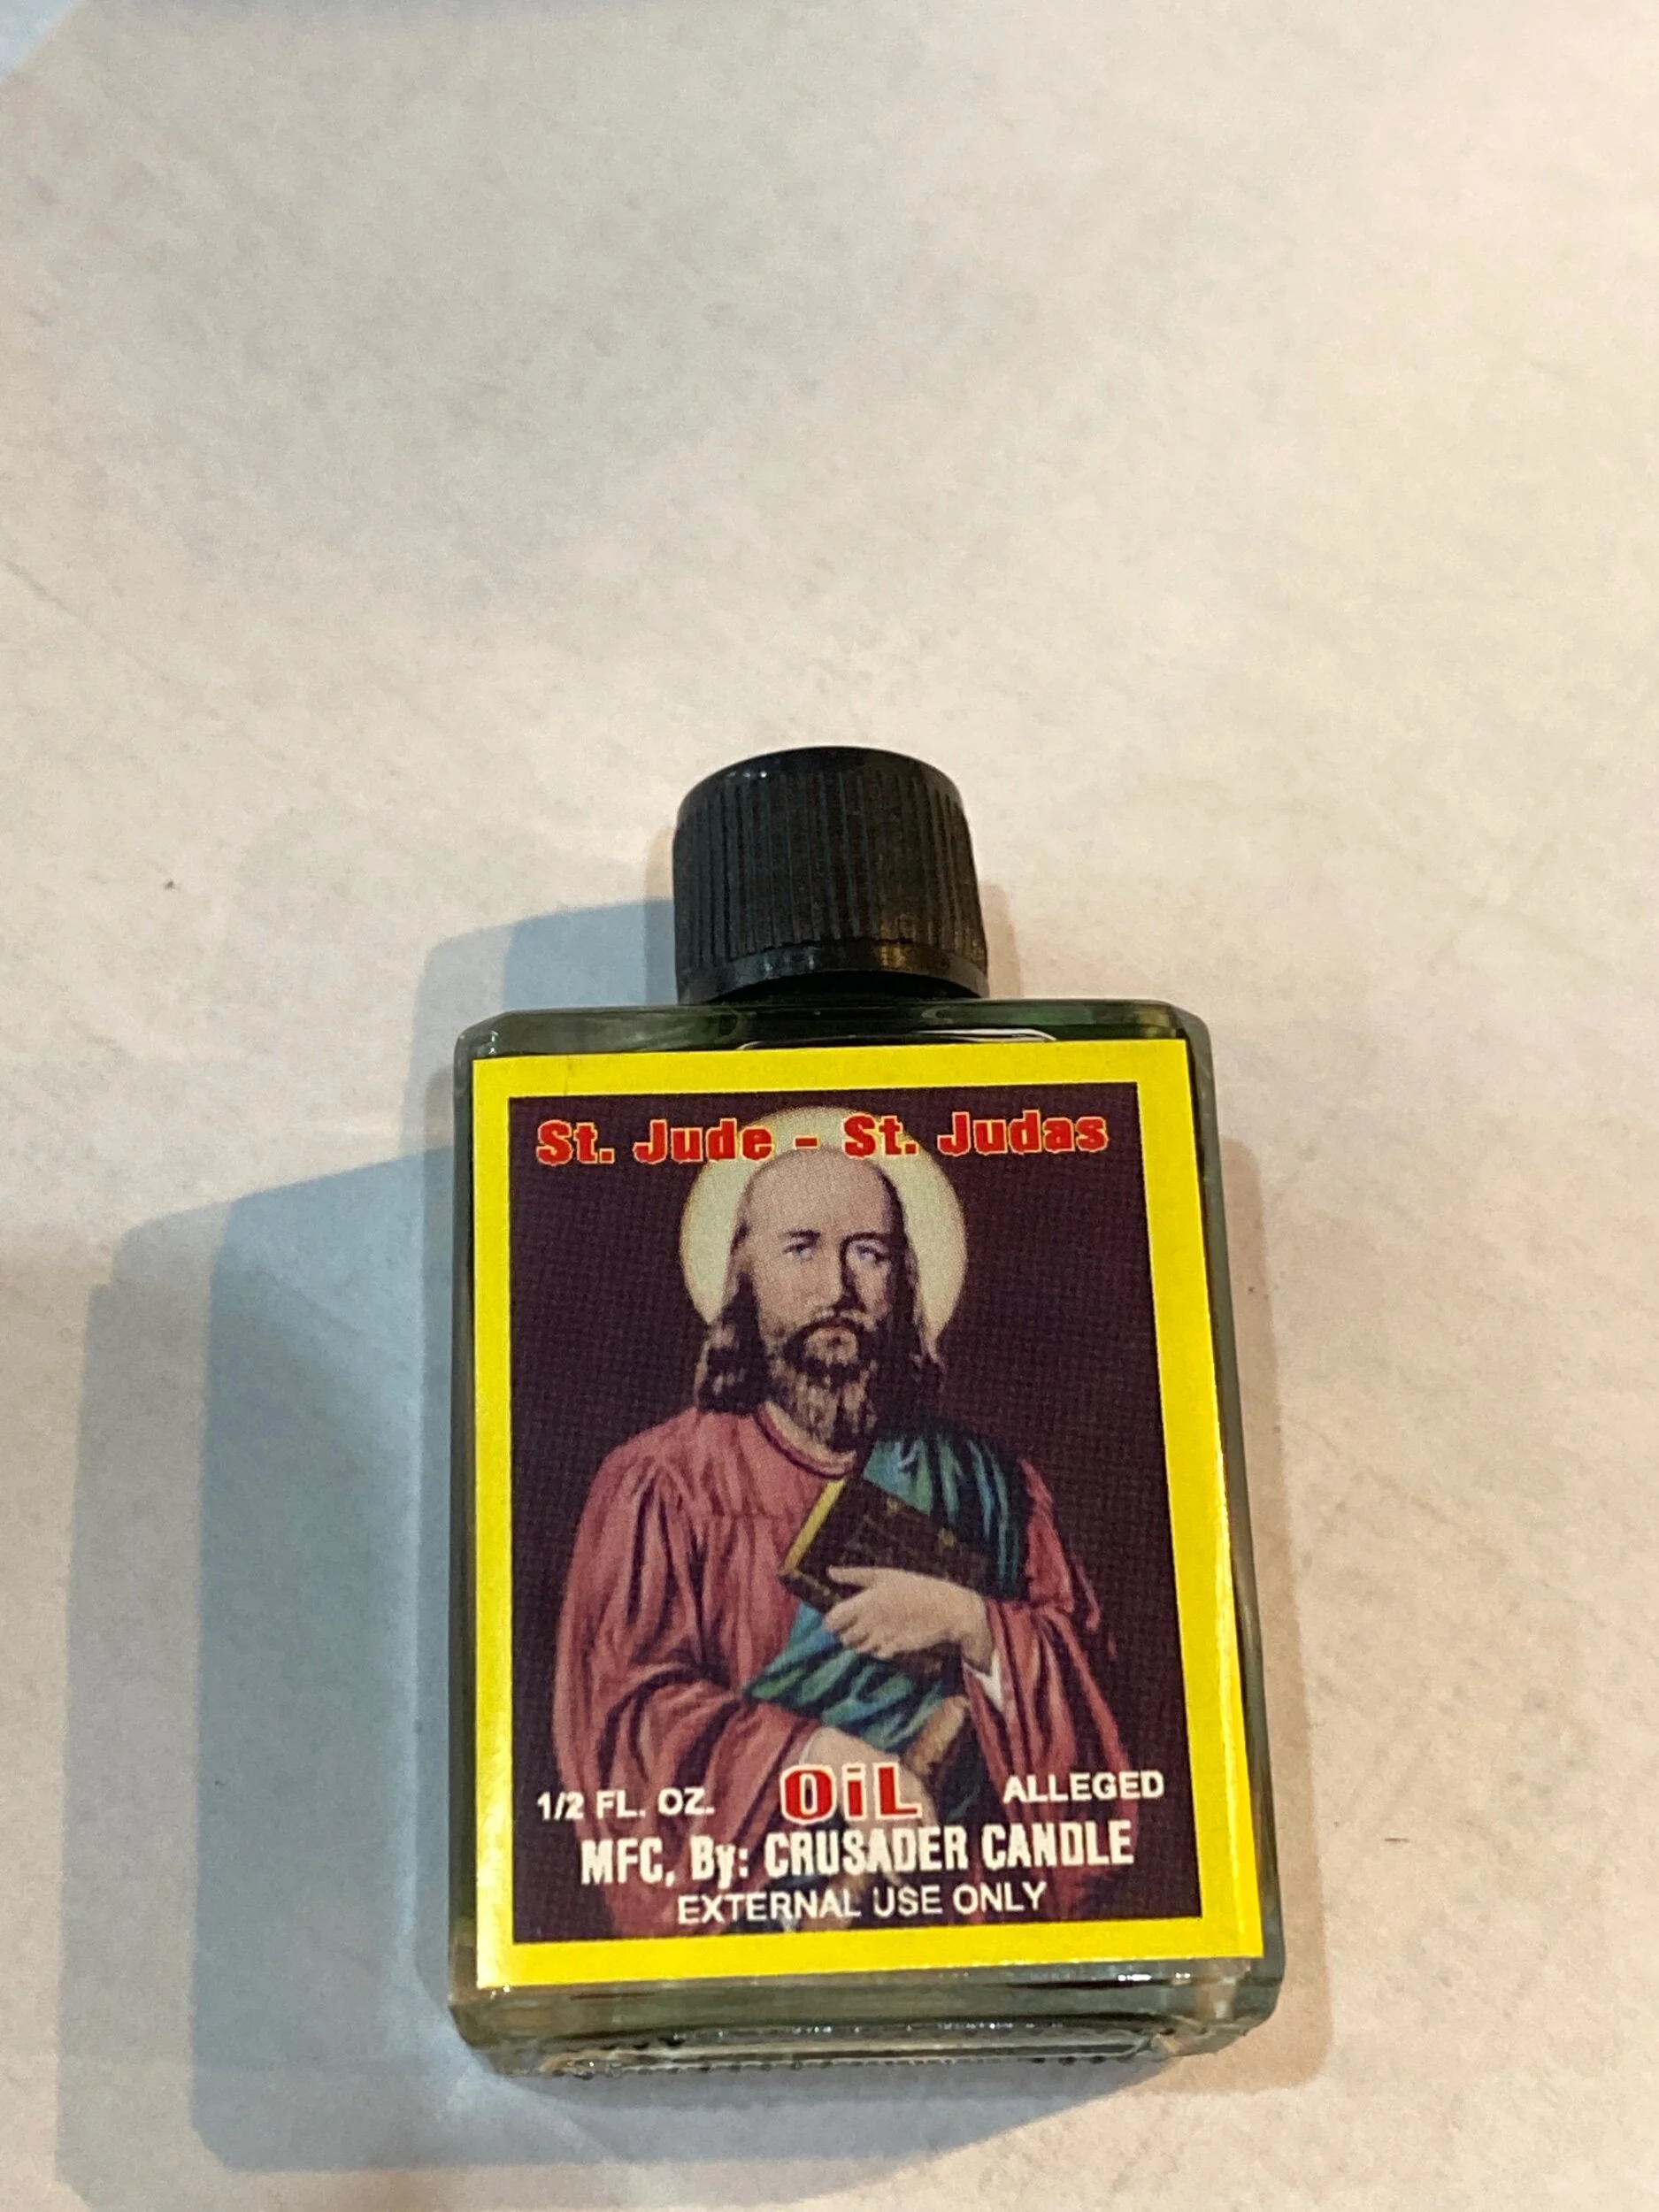 St. Jude - St. Judas
1/2 FL. OZ. OiL ALLEGED
MFC, By: CRUSADER CANDLE
EXTERNAL USE ONLY